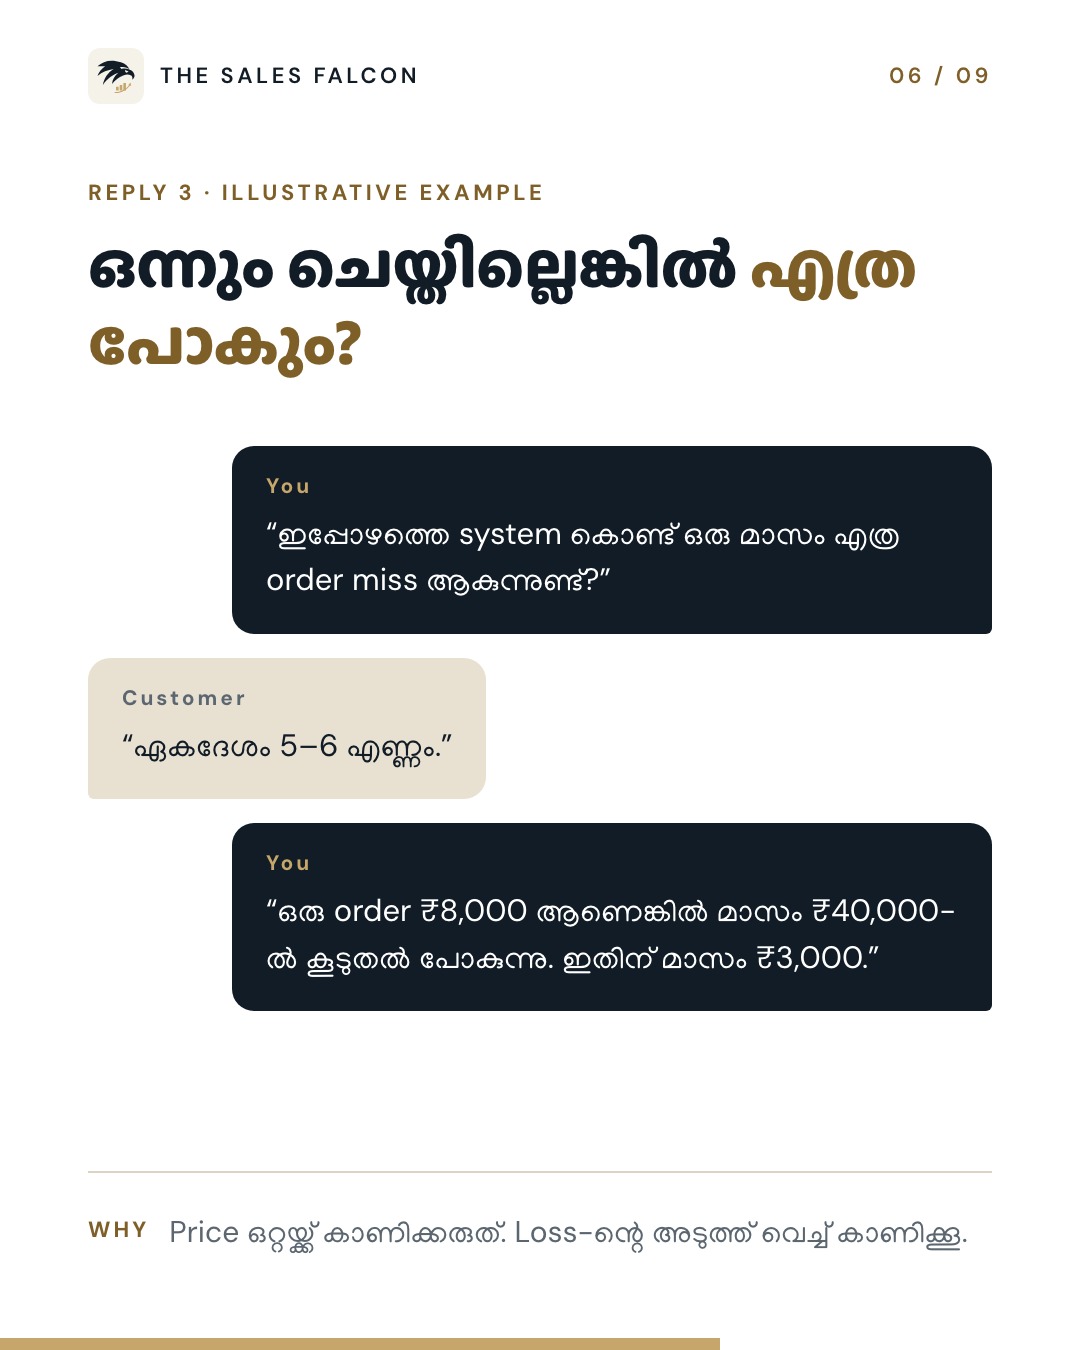 THE SALES FALCON
06 / 09
REPLY 3 · ILLUSTRATIVE EXAMPLE
ഒന്നും ചെയ്തില്ലെങ്കിൽ എത്ര
പോകും?
You
“ഇപ്പോഴത്തെ system കൊണ്ട് ഒരു മാസം എത്ര
order miss ആകുന്നുണ്ട്?”
Customer
“ഏകദേശം 5–6 എണ്ണം.”
You
“ഒരു order ₹8,000 ആണെങ്കിൽ മാസം ₹40,000-
ൽ കൂടുതൽ പോകുന്നു. ഇതിന് മാസം ₹3,000.”
WHY
Price ഒറ്റയ്ക്ക് കാണിക്കരുത്. Loss-ന്റെ അടുത്ത് വെച്ച് കാണിക്കൂ.